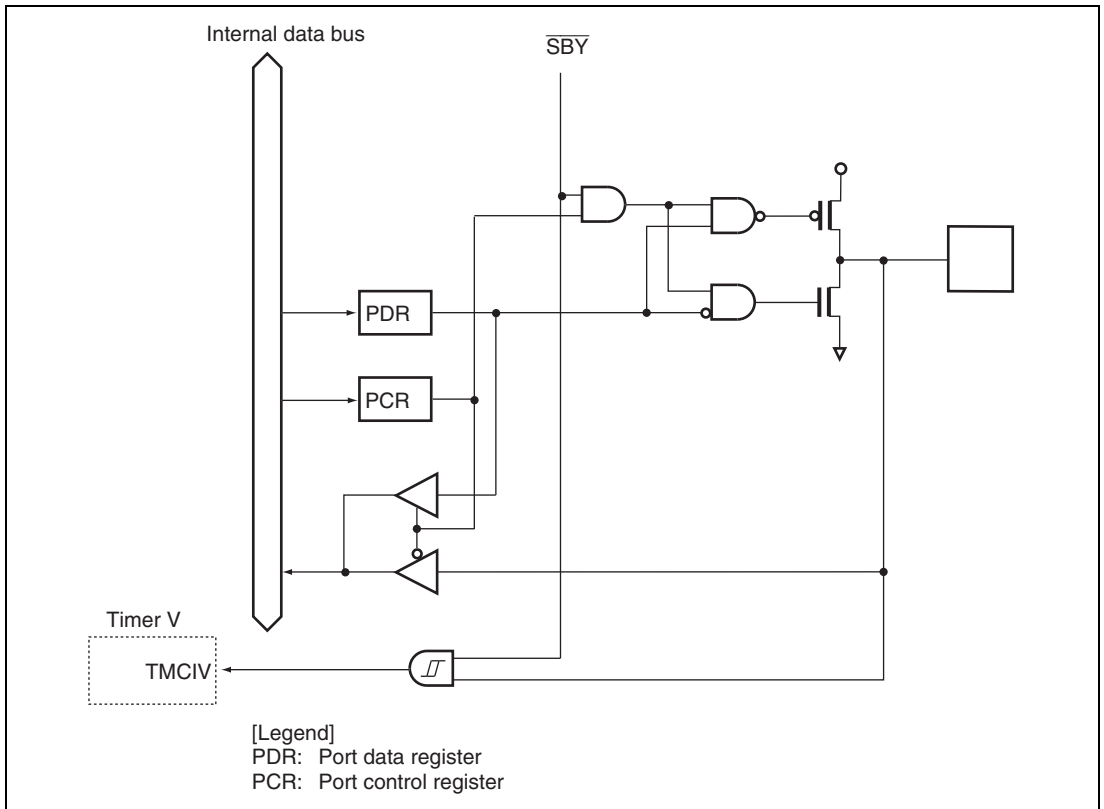 Internal data bus
SBY
PDR
PCR
Timer V
TMCIV
[Legend]
PDR: Port data register
PCR: Port control register